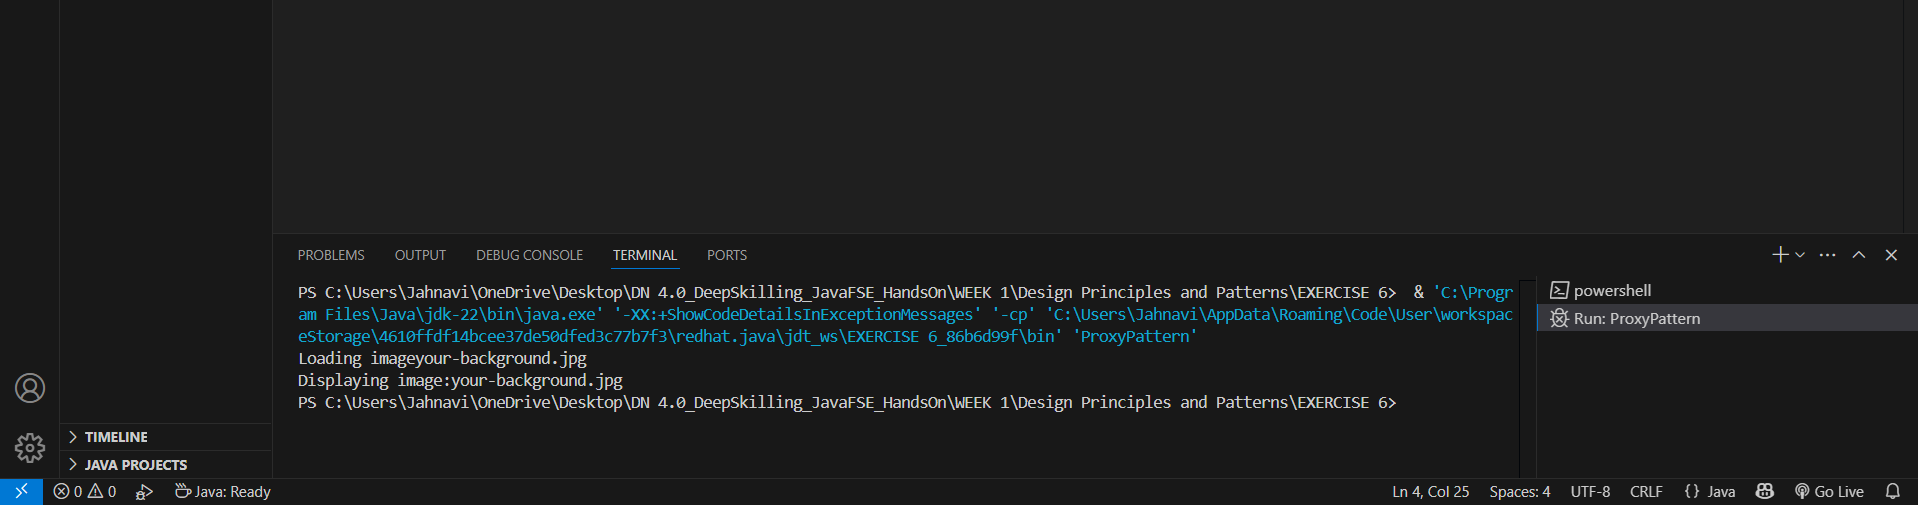 PROBLEMS OUTPUT DEBUG CONSOLE TERMINAL PORTS
PS C:\Users\Jahnavi\OneDrive\Desktop\DN 4.0_DeepSkilling_JavaFSE_HandsOn\WEEK 1\Design Principles and Patterns\EXERCISE 6>  & 'C:\Progr
am Files\Java\jdk-22\bin\java.exe' '-XX:+ShowCodeDetailsInExceptionMessages' '-cp' 'C:\Users\Jahnavi\AppData\Roaming\Code\User\workspac
eStorage\4610ffdf14bcee37de50dfed3c77b7f3\redhat.java\jdt_ws\EXERCISE 6_86b6d99f\bin' 'ProxyPattern'
Loading imageyour-background.jpg
Displaying image:your-background.jpg
PS C:\Users\Jahnavi\OneDrive\Desktop\DN 4.0_DeepSkilling_JavaFSE_HandsOn\WEEK 1\Design Principles and Patterns\EXERCISE 6>
powershell
Run: ProxyPattern
TIMELINE
JAVA PROJECTS
0 0 Java: Ready Ln 4, Col 25 Spaces: 4 UTF-8 CRLF {} Java Go Live